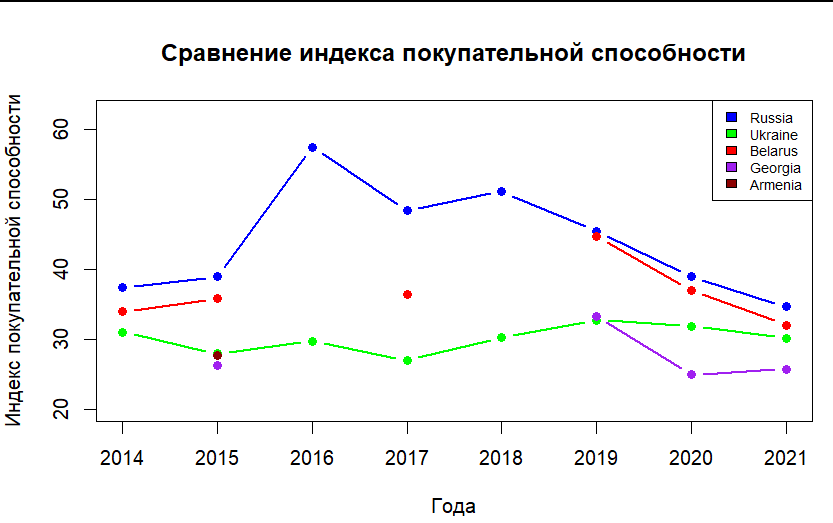 Сравнение индекса покупательной способности
Индекс покупательной способности
60
50
40
30
20
Russia
Ukraine
Belarus
Georgia
Armenia
2014 2015 2016 2017 2018 2019 2020 2021
Года